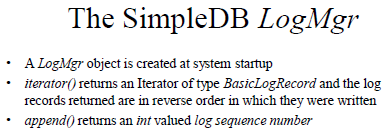 The SimpleDB LogMgr
• A LogMgr object is created at system startup
• iterator() returns an Iterator of type BasicLogRecord and the log
records returned are in reverse order in which they were written
• append() returns an int valued log sequence number